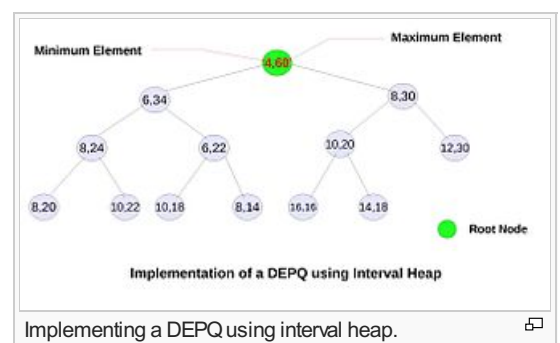 Minimum Element
Maximum Element
4,60
6,34
8,30
8,24
6,22
10,20
12,30
8,20
10,22
10,18
8,14
16,16
14,18
Root Node
Implementation of a DEPQ using Interval Heap
Implementing a DEPQ using interval heap.